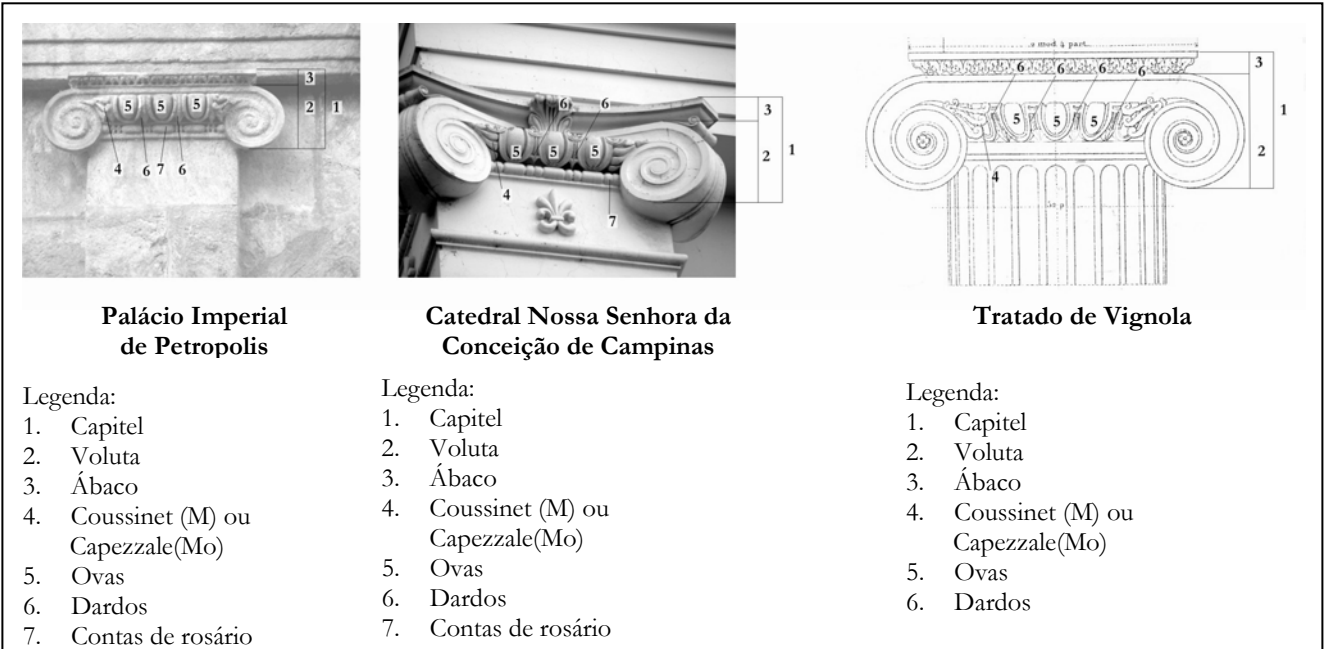 3
2
1
5
5
5
4
6
7
6
6
6
3
2
1
5
5
5
4
7
mod 4 part
6
6
6
6
3
1
2
5
5
5
4
Palácio Imperial
de Petropolis
Legenda:
1. Capitel
2. Voluta
3. Ábaco
4. Coussinet (M) ou
Capezzale(Mo)
5. Ovas
6. Dardos
7. Contas de rosário
Catedral Nossa Senhora da
Conceição de Campinas
Legenda:
1. Capitel
2. Voluta
3. Ábaco
4. Coussinet (M) ou
Capezzale(Mo)
5. Ovas
6. Dardos
7. Contas de rosário
Tratado de Vignola
Legenda:
1. Capitel
2. Voluta
3. Ábaco
4. Coussinet (M) ou
Capezzale(Mo)
5. Ovas
6. Dardos